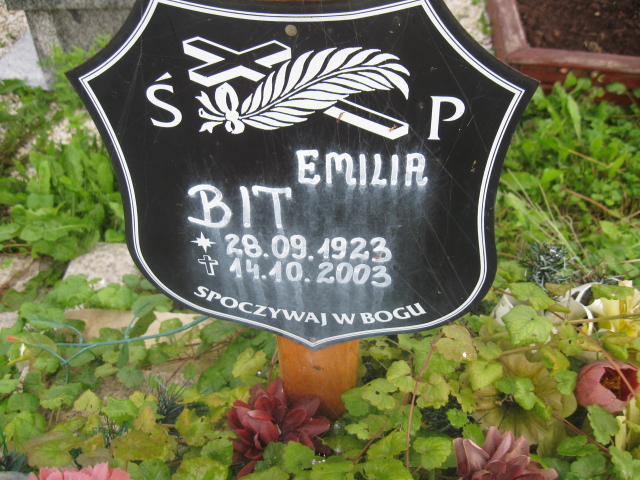 Ś P
EMILIA
BIT
* 28.09.1923
† 14.10.2003
SPOCZYWAJ W BOGU